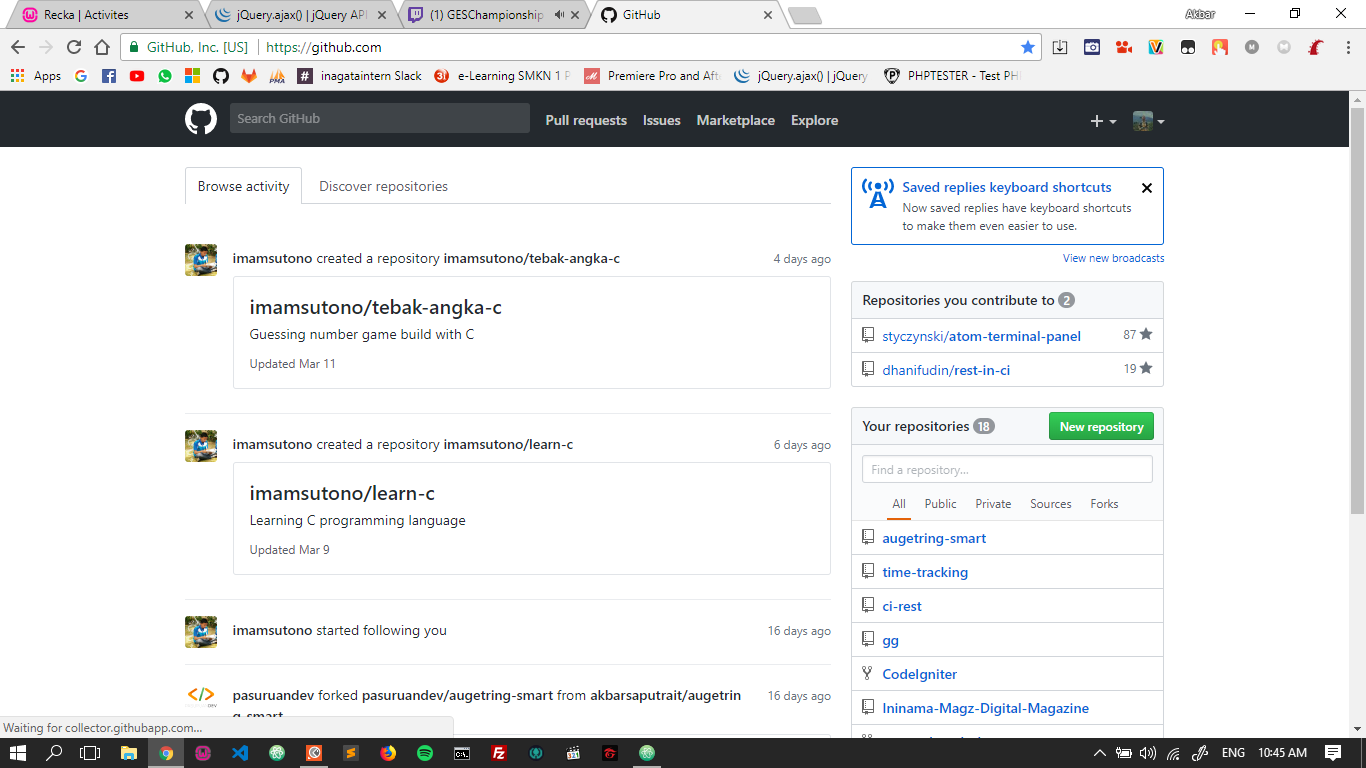 Recka | Activites
jQuery.ajax() | jQuery API
(1) GESChampionship
GitHub
Akbar
GitHub, Inc. [US] https://github.com
Apps
inagataintern Slack
e-Learning SMKN 1 P
Premiere Pro and Aft
jQuery.ajax() | jQuery
PHPTESTER - Test PH
Search GitHub
Pull requests Issues Marketplace Explore
Browse activity Discover repositories
imamsutono created a repository imamsutono/tebak-angka-c 4 days ago
imamsutono/tebak-angka-c
Guessing number game build with C
Updated Mar 11
imamsutono created a repository imamsutono/learn-c 6 days ago
imamsutono/learn-c
Learning C programming language
Updated Mar 9
imamsutono started following you 16 days ago
pasuruandev forked pasuruandev/augetring-smart from akbarsaputrait/augetrin 16 days ago
g-smart
Saved replies keyboard shortcuts
Now saved replies have keyboard shortcuts
to make them even easier to use.
View new broadcasts
Repositories you contribute to 2
styczynski/atom-terminal-panel 87
dhanifudin/rest-in-ci 19
Your repositories 18 New repository
Find a repository...
All Public Private Sources Forks
augetring-smart
time-tracking
ci-rest
gg
CodeIgniter
Ininama-Magz-Digital-Magazine
Waiting for collector.githubapp.com...
ENG 10:45 AM